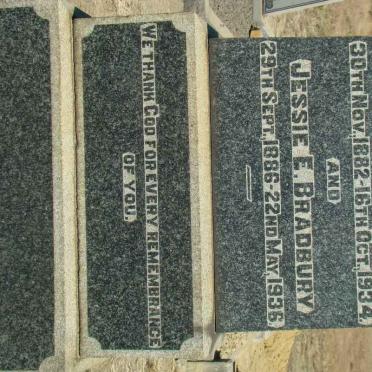 30TH NOV. 1882-16TH OCT. 1934.
AND
JESSIE E. BRADBURY
29TH SEPT. 1886-22ND MAY, 1936
WE THANK GOD FOR EVERY REMEMBRANCE
OF YOU.